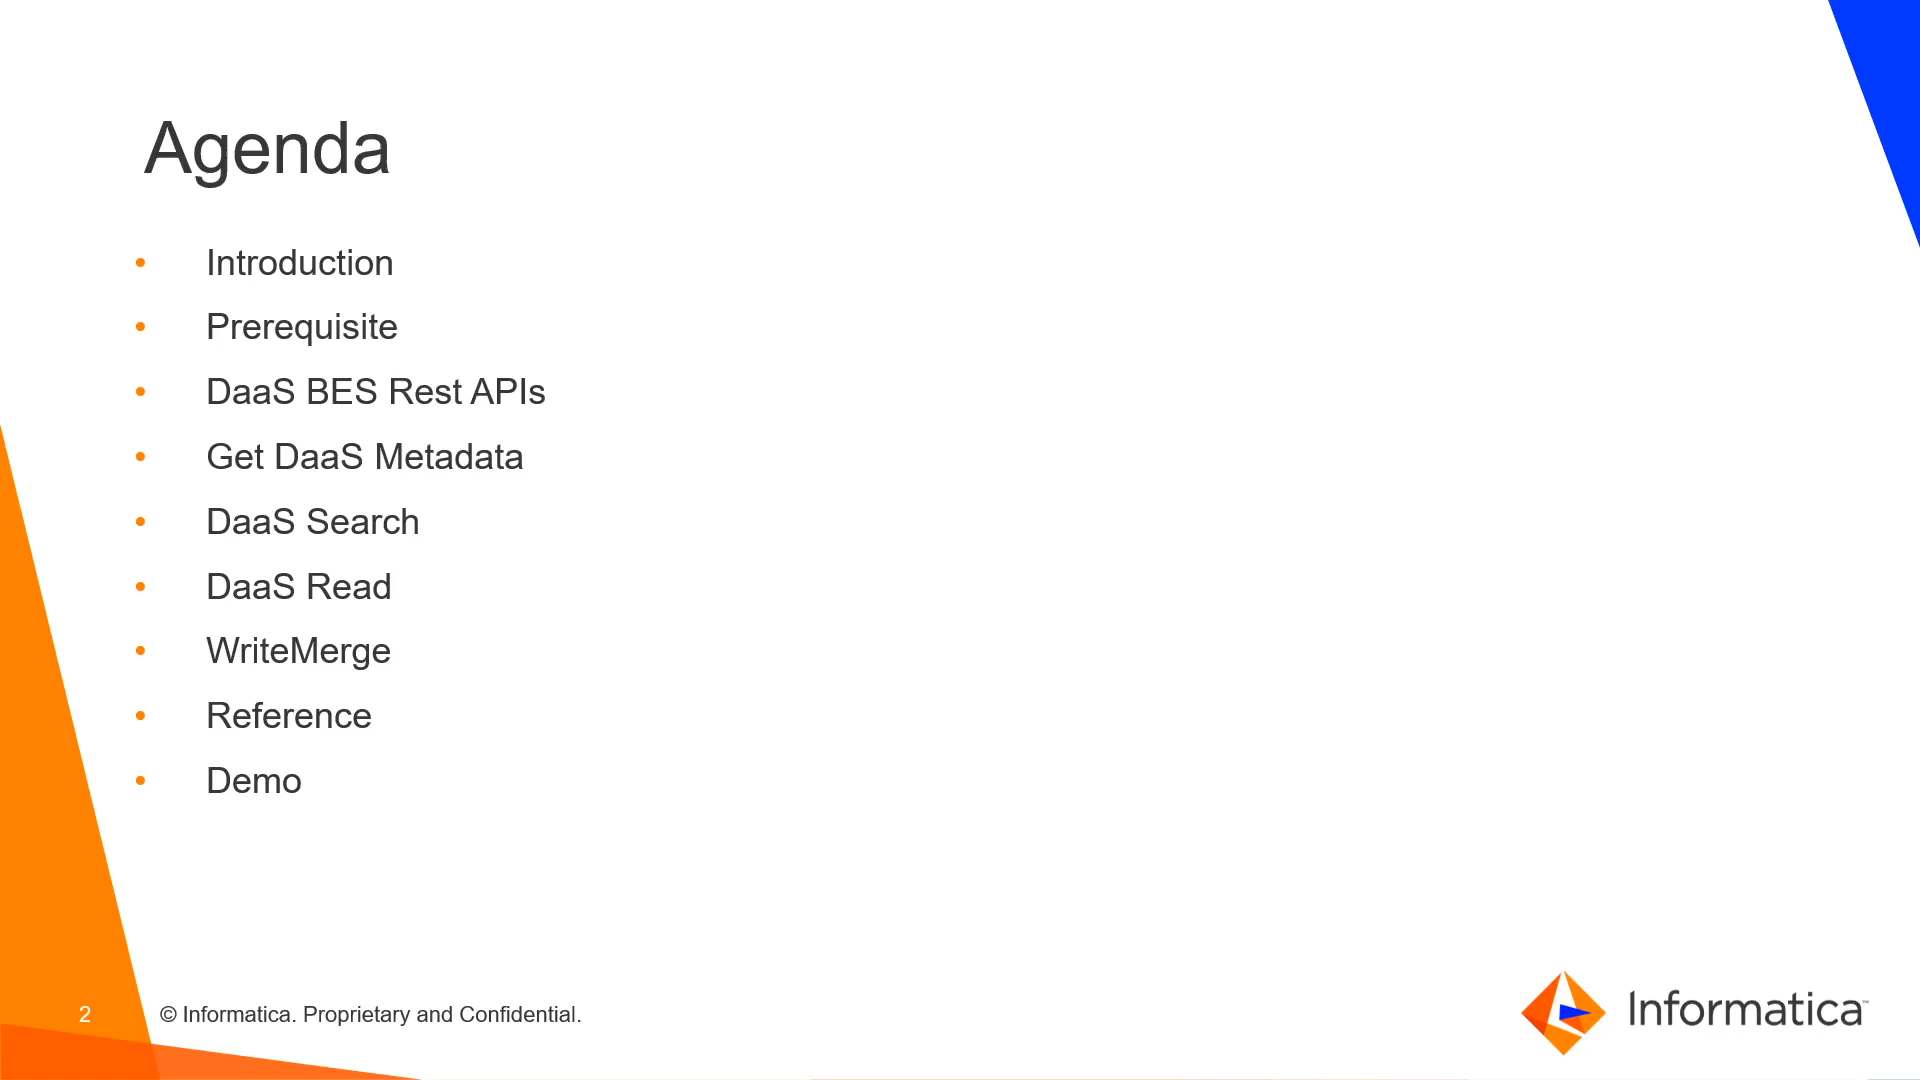 Agenda
• Introduction
• Prerequisite
• DaaS BES Rest APIs
• Get DaaS Metadata
• DaaS Search
• DaaS Read
• WriteMerge
• Reference
• Demo
2 © Informatica. Proprietary and Confidential.
Informatica™